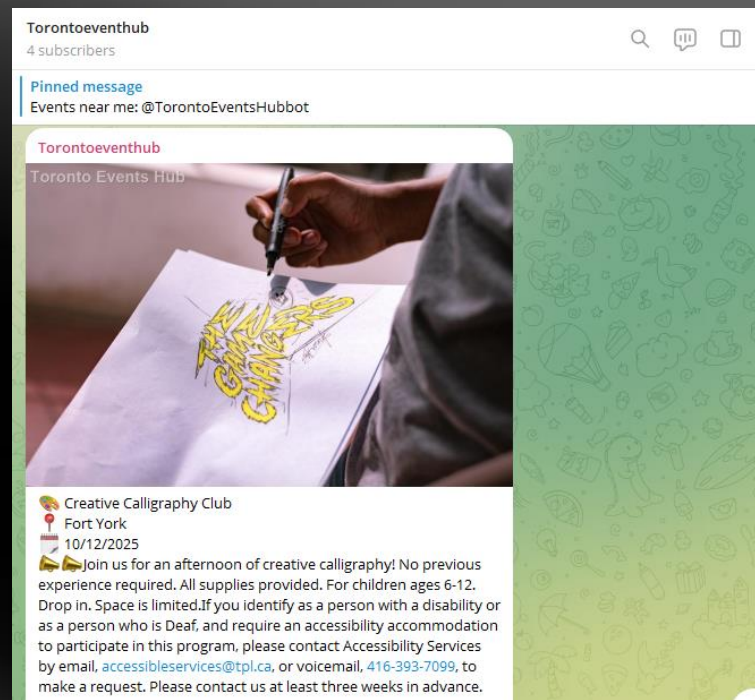 Torontoeventhub
4 subscribers
Pinned message
Events near me: @TorontoEventsHubbot
Torontoeventhub
Toronto Events Hub
THE
GAME
CHANGERS
Creative Calligraphy Club
Fort York
10/12/2025
Join us for an afternoon of creative calligraphy! No previous
experience required. All supplies provided. For children ages 6-12.
Drop in. Space is limited.If you identify as a person with a disability or
as a person who is Deaf, and require an accessibility accommodation
to participate in this program, please contact Accessibility Services
by email, accessibleservices@tpl.ca, or voicemail, 416-393-7099, to
make a request. Please contact us at least three weeks in advance.